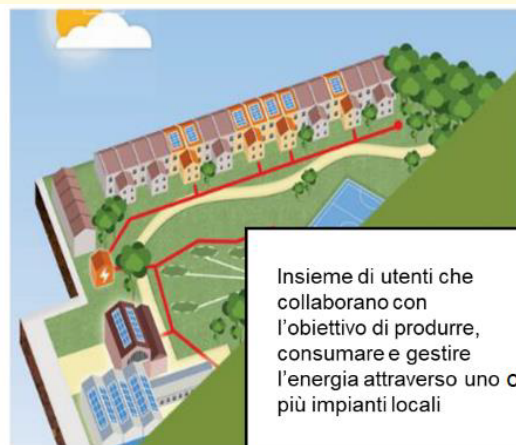 Insieme di utenti che
collaborano con
l'obiettivo di produrre,
consumare e gestire
l'energia attraverso uno o
più impianti locali